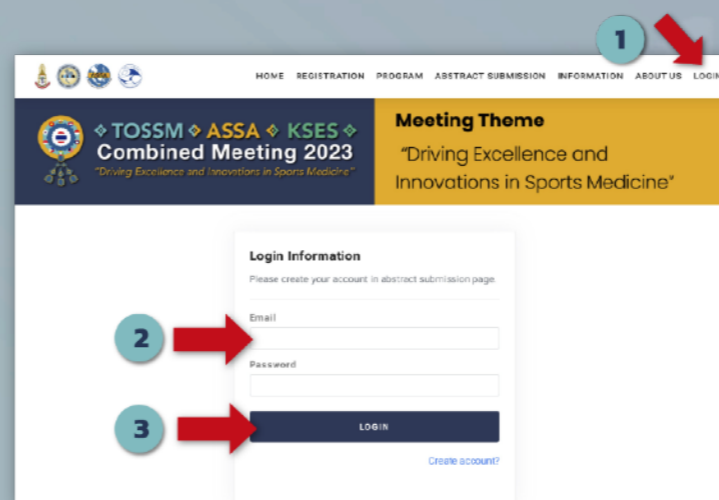 1
HOME REGISTRATION PROGRAM ABSTRACT SUBMISSION INFORMATION ABOUT US LOGIN
TOSSM ASSA KSES
Combined Meeting 2023
"Driving Excellence and Innovations in Sports Medicine"
Meeting Theme
"Driving Excellence and
Innovations in Sports Medicine"
Login Information
Please create your account in abstract submission page.
Email
2
Password
3
LOGIN
Create account?